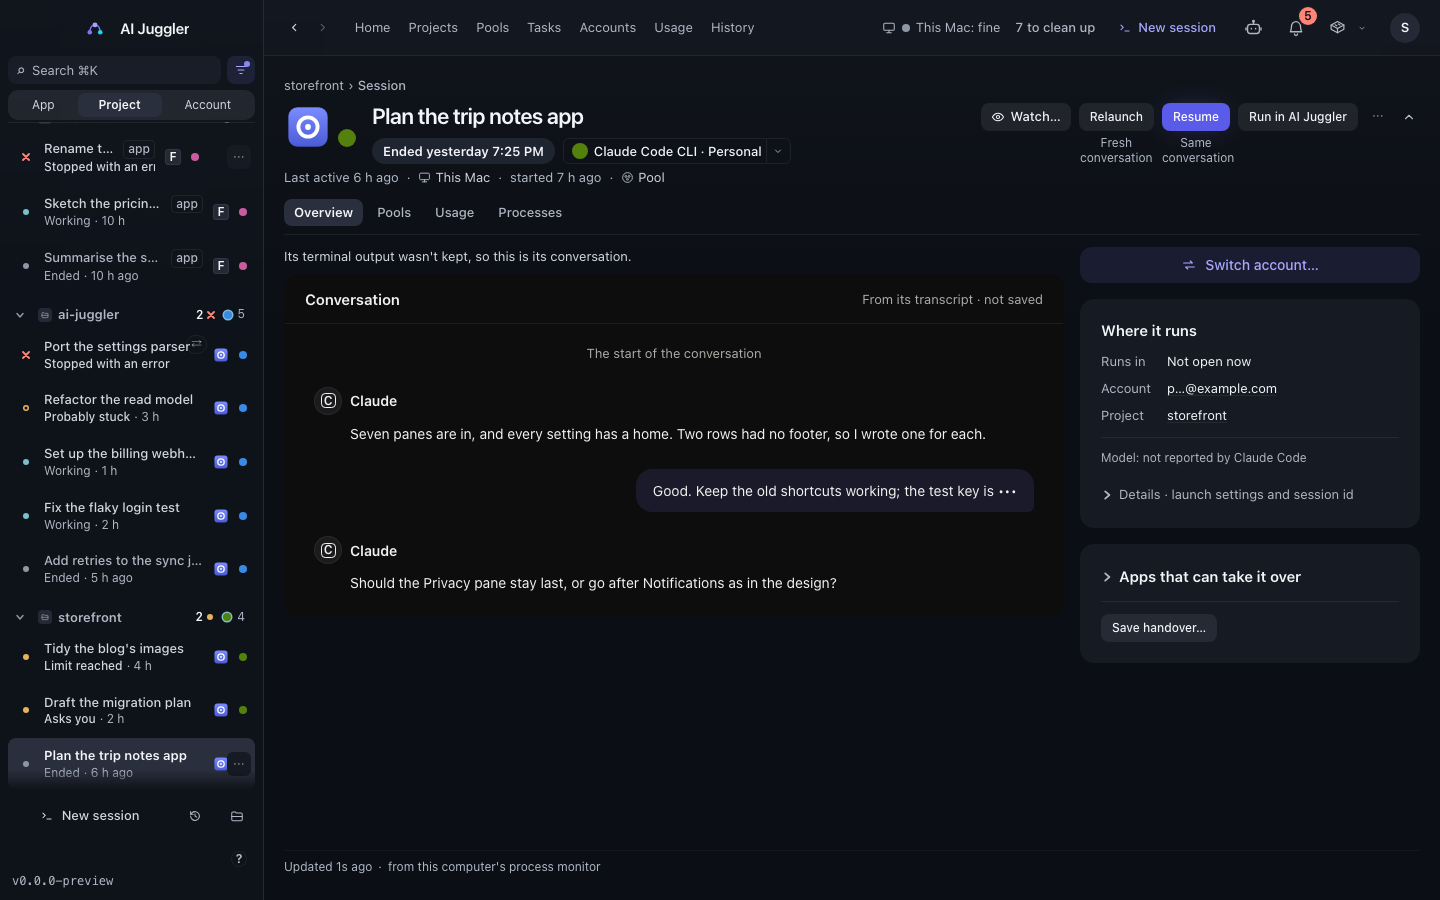 AI Juggler
Search ⌘K
App Project Account
Rename t... app F
Stopped with an err
Sketch the pricin... app F
Working · 10 h
Summarise the s... app F
Ended · 10 h ago
ai-juggler 2 5
Port the settings parser
Stopped with an error
Refactor the read model
Probably stuck · 3 h
Set up the billing webh...
Working · 1 h
Fix the flaky login test
Working · 2 h
Add retries to the sync j...
Ended · 5 h ago
storefront 2 4
Tidy the blog's images
Limit reached · 4 h
Draft the migration plan
Asks you · 2 h
Plan the trip notes app
Ended · 6 h ago
New session
?
v0.0.0-preview
Home Projects Pools Tasks Accounts Usage History This Mac: fine 7 to clean up New session 5 S
storefront › Session
Plan the trip notes app
Ended yesterday 7:25 PM Claude Code CLI · Personal
Last active 6 h ago · This Mac · started 7 h ago · Pool
Watch... Relaunch Resume Run in AI Juggler ...
Fresh conversation Same conversation
Overview Pools Usage Processes
Its terminal output wasn't kept, so this is its conversation.
Conversation From its transcript · not saved
The start of the conversation
C Claude
Seven panes are in, and every setting has a home. Two rows had no footer, so I wrote one for each.
Good. Keep the old shortcuts working; the test key is •••
C Claude
Should the Privacy pane stay last, or go after Notifications as in the design?
Switch account...
Where it runs
Runs in Not open now
Account p...@example.com
Project storefront
Model: not reported by Claude Code
Details · launch settings and session id
Apps that can take it over
Save handover...
Updated 1s ago · from this computer's process monitor